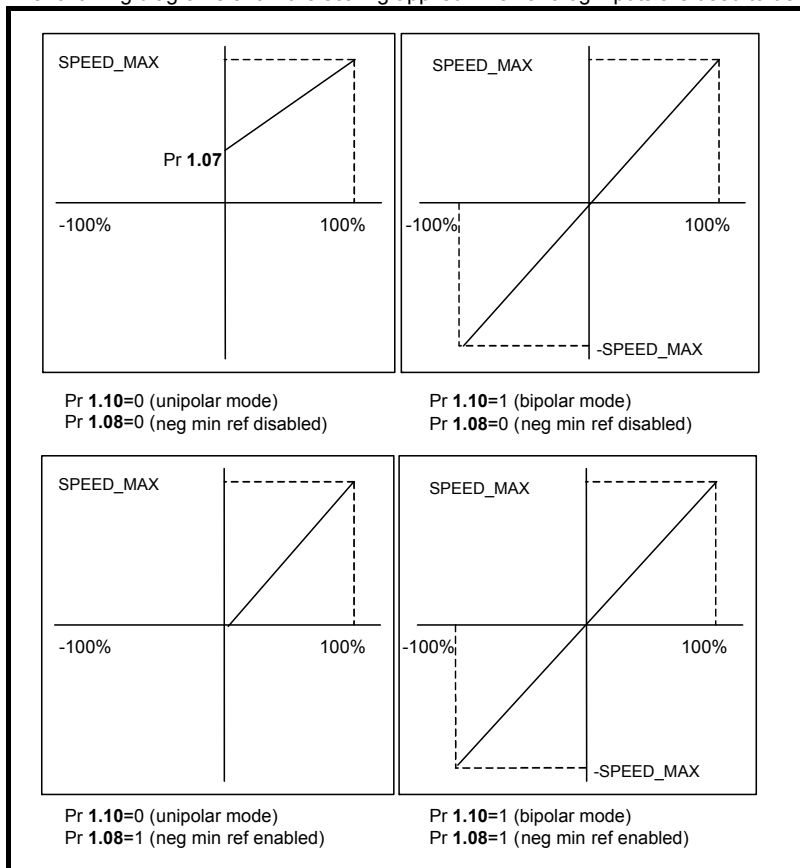 SPEED_MAX
Pr 1.07
-100%
100%
Pr 1.10=0 (unipolar mode)
Pr 1.08=0 (neg min ref disabled)
SPEED_MAX
-100%
100%
-SPEED_MAX
Pr 1.10=1 (bipolar mode)
Pr 1.08=0 (neg min ref disabled)
SPEED_MAX
-100%
100%
Pr 1.10=0 (unipolar mode)
Pr 1.08=1 (neg min ref enabled)
SPEED_MAX
-100%
100%
-SPEED_MAX
Pr 1.10=1 (bipolar mode)
Pr 1.08=1 (neg min ref enabled)